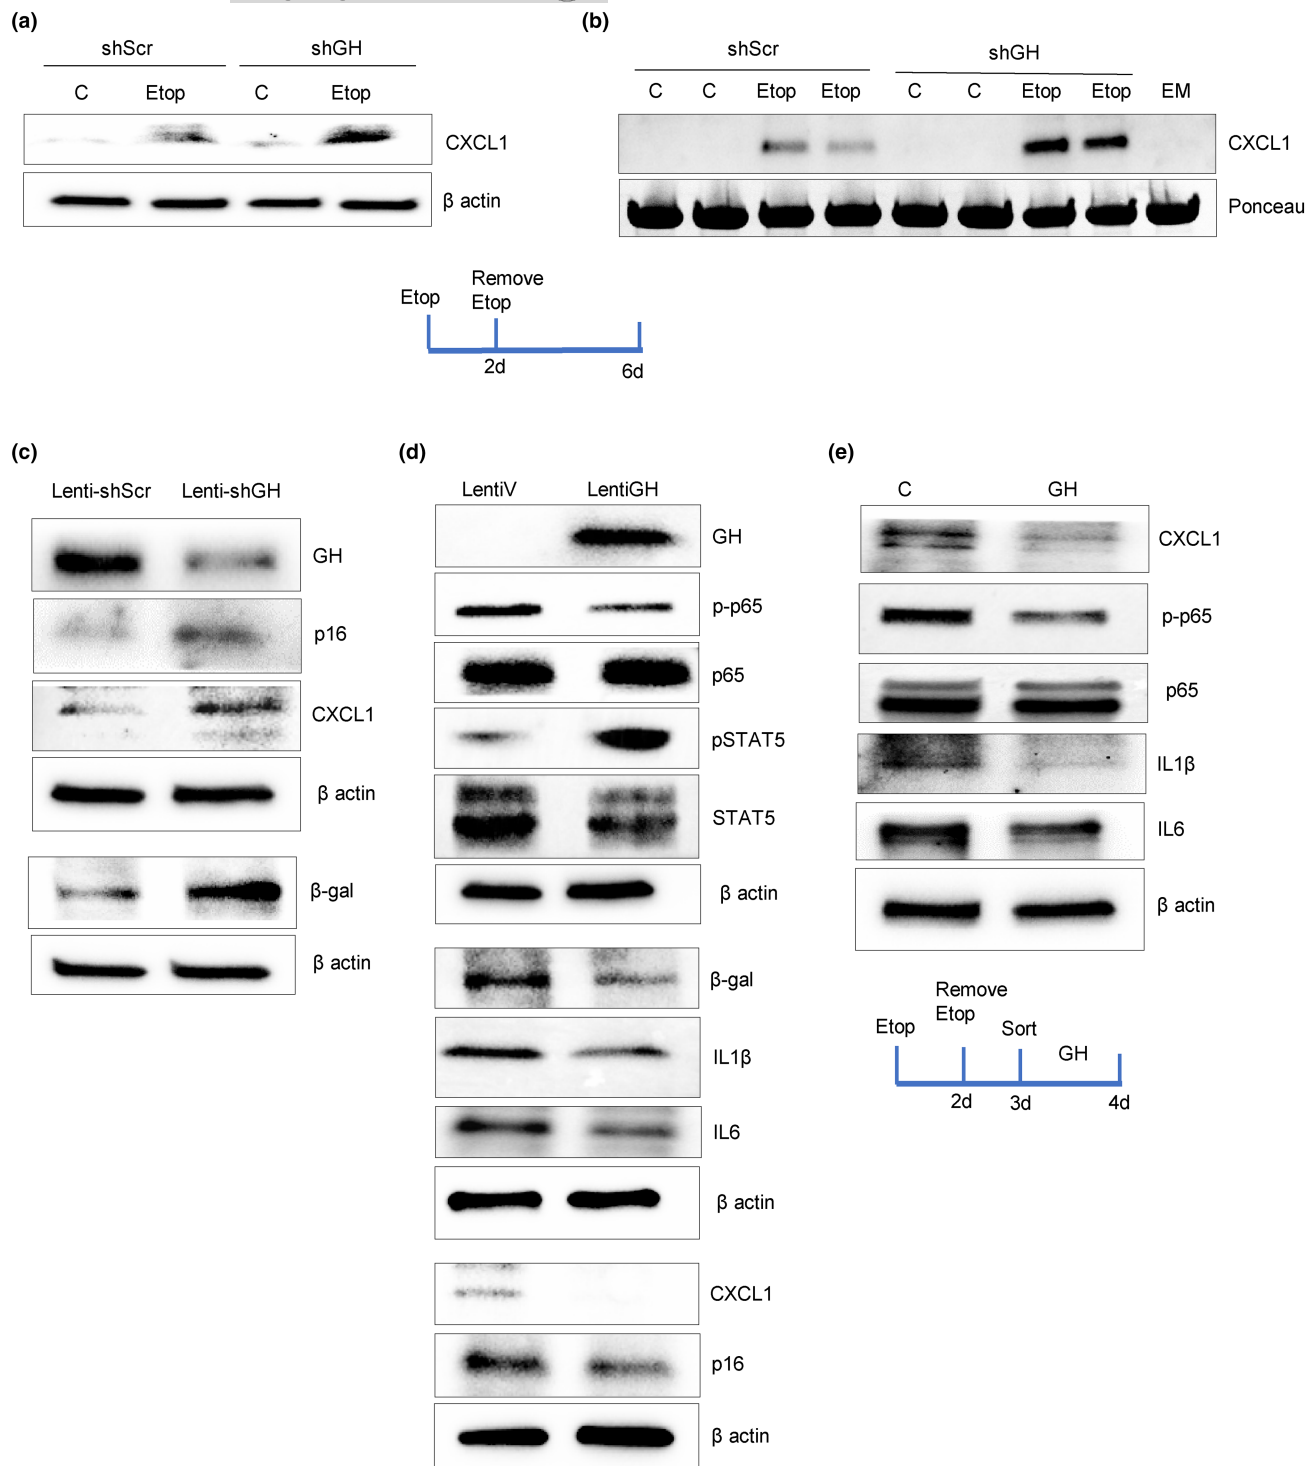 (a)
shScr shGH
C Etop C Etop
CXCL1
β actin
(b)
shScr shGH
C C Etop Etop C C Etop Etop EM
CXCL1
Ponceau
Etop Remove
Etop
2d 6d
(c)
Lenti-shScr Lenti-shGH
GH
p16
CXCL1
β actin
β-gal
β actin
(d)
LentiV LentiGH
GH
p-p65
p65
pSTAT5
STAT5
β actin
β-gal
IL1β
IL6
β actin
CXCL1
p16
β actin
(e)
C GH
CXCL1
p-p65
p65
IL1β
IL6
β actin
Etop Remove
Etop Sort
GH
2d 3d 4d